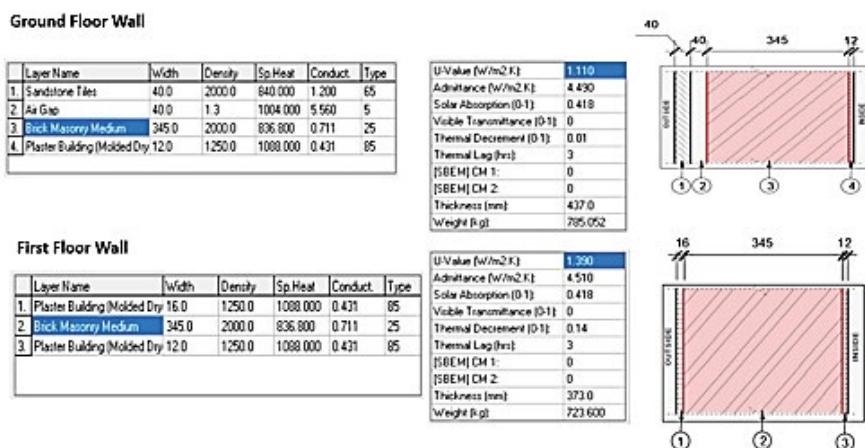 Ground Floor Wall
Layer Name Width Density Sp.Heat Conduct. Type
1. Sandstone Tiles 40.0 2000.0 840.000 1.200 65
2. Air Gap 40.0 1.3 1004.000 5.560 5
3. Brick Masonry Medium 345.0 2000.0 836.800 0.711 25
4. Plaster Building (Molded Dry 12.0 1250.0 1088.000 0.431 85
U-Value (W/m2.K): 1.110
Admittance (W/m2.K): 4.490
Solar Absorption (0-1): 0.418
Visible Transmittance (0-1): 0
Thermal Decrement (0-1): 0.01
Thermal Lag (hrs): 3
[SBEM] CM 1: 0
[SBEM] CM 2: 0
Thickness (mm): 437.0
Weight (kg): 785.052
40
40 345 12
OUTSIDE
INSIDE
1 2 3 4
First Floor Wall
Layer Name Width Density Sp.Heat Conduct. Type
1. Plaster Building (Molded Dry 16.0 1250.0 1088.000 0.431 85
2. Brick Masonry Medium 345.0 2000.0 836.800 0.711 25
3. Plaster Building (Molded Dry 12.0 1250.0 1088.000 0.431 85
U-Value (W/m2.K): 1.390
Admittance (W/m2.K): 4.510
Solar Absorption (0-1): 0.418
Visible Transmittance (0-1): 0
Thermal Decrement (0-1): 0.14
Thermal Lag (hrs): 3
[SBEM] CM 1: 0
[SBEM] CM 2: 0
Thickness (mm): 373.0
Weight (kg): 723.600
16 345 12
OUTSIDE
INSIDE
1 2 3